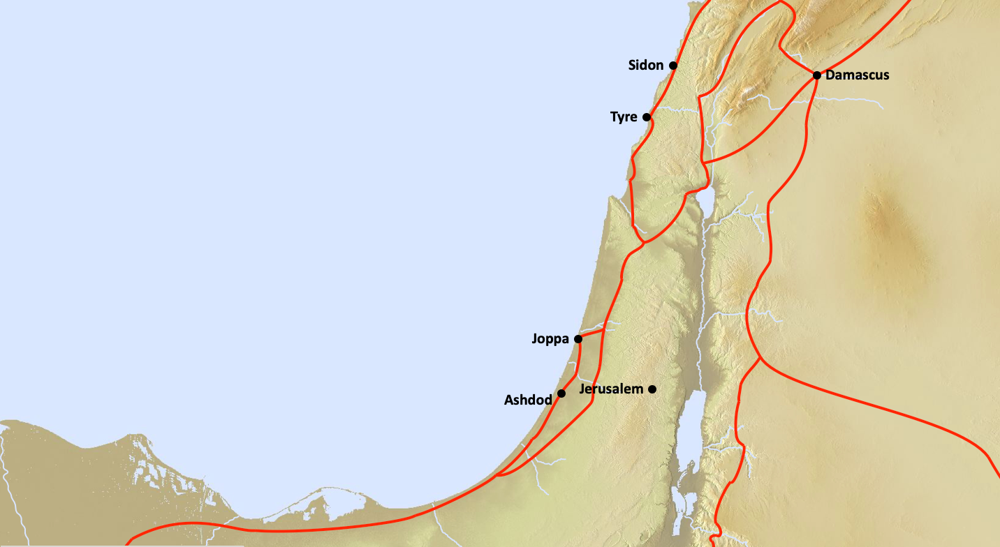 Sidon
Damascus
Tyre
Joppa
Jerusalem
Ashdod